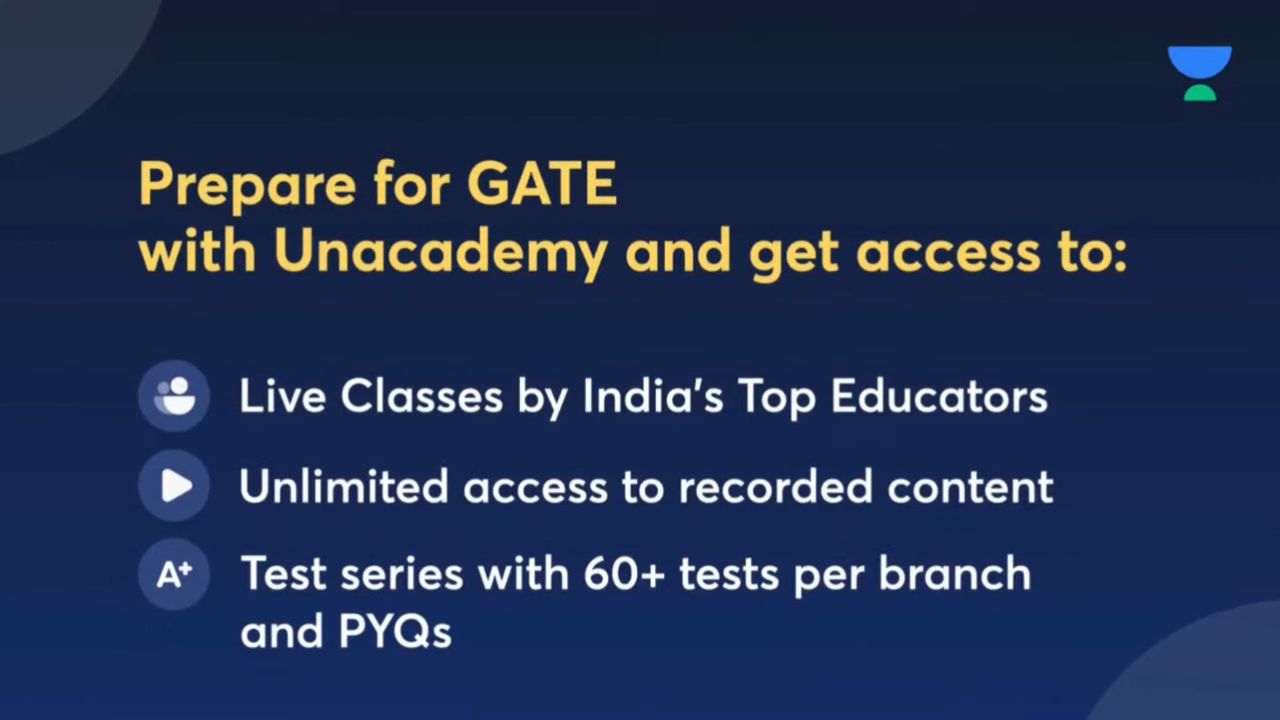 Prepare for GATE
with Unacademy and get access to:
Live Classes by India's Top Educators
Unlimited access to recorded content
A+ Test series with 60+ tests per branch
and PYQs